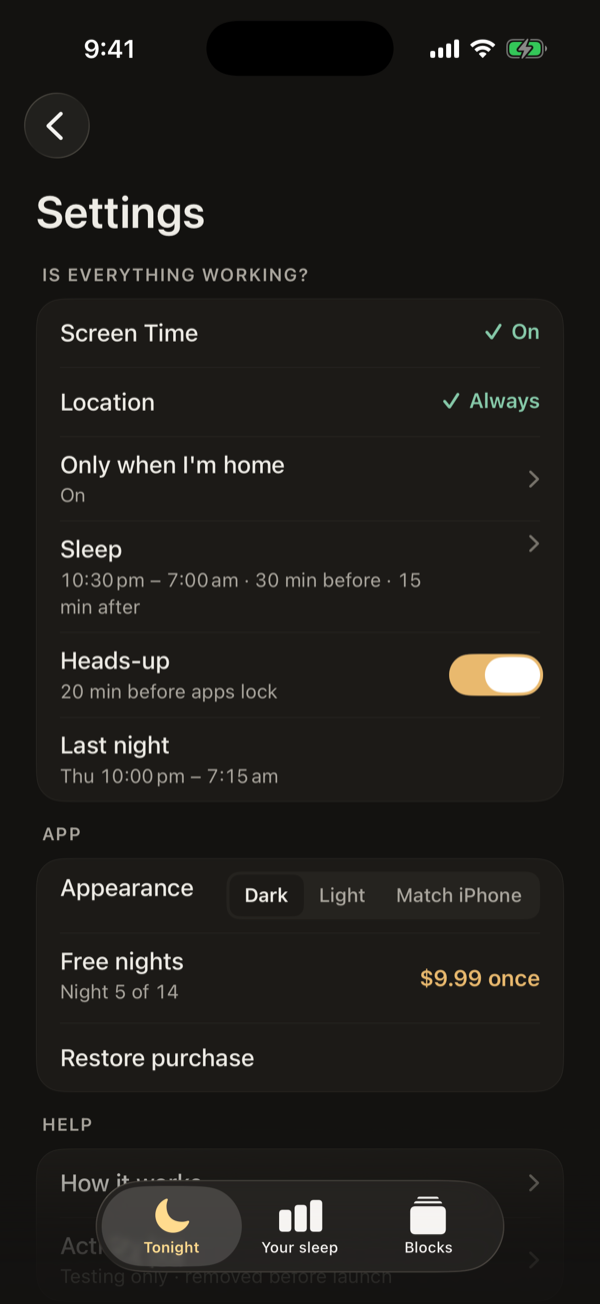 9:41
Settings
IS EVERYTHING WORKING?
Screen Time
✓ On
Location
✓ Always
Only when I'm home
On
Sleep
10:30 pm – 7:00 am · 30 min before · 15
min after
Heads-up
20 min before apps lock
Last night
Thu 10:00 pm – 7:15 am
APP
Appearance
Dark Light Match iPhone
Free nights
Night 5 of 14
$9.99 once
Restore purchase
HELP
How it works
Testing only · removed before launch
Tonight
Your sleep
Blocks